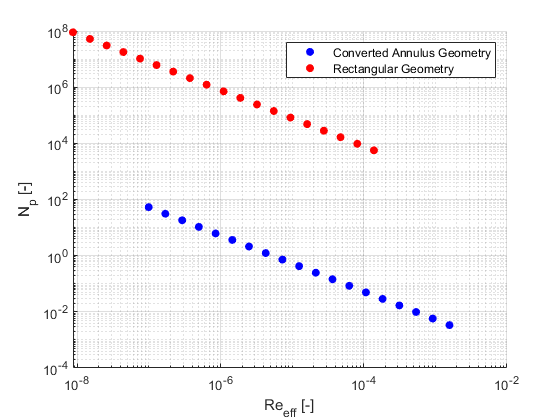 10^8
10^6
10^4
10^2
10^0
10^-2
10^-4
N_p [-]
Converted Annulus Geometry
Rectangular Geometry
10^-8 10^-6 10^-4 10^-2
Re_eff [-]